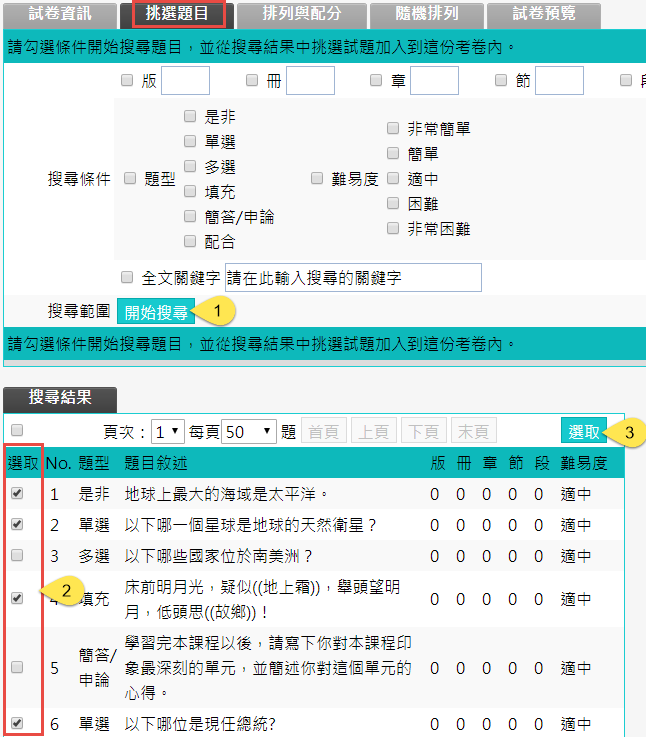 試卷資訊 挑選題目 排列與配分 隨機排列 試卷預覽
請勾選條件開始搜尋題目，並從搜尋結果中挑選試題加入到這份考卷內。
版 冊 章 節
是非
單選
多選
填充
簡答/申論
配合
搜尋條件 題型 難易度
非常簡單
簡單
適中
困難
非常困難
全文關鍵字 請在此輸入搜尋的關鍵字
搜尋範圍 開始搜尋 1
請勾選條件開始搜尋題目，並從搜尋結果中挑選試題加入到這份考卷內。
搜尋結果
頁次：1 每頁50 題 首頁 上頁 下頁 末頁 選取 3
選取 No. 題型 題目敘述 版 冊 章 節 段 難易度
1 是非 地球上最大的海域是太平洋。 0 0 0 0 0 適中
2 單選 以下哪一個星球是地球的天然衛星？ 0 0 0 0 0 適中
3 多選 以下哪些國家位於南美洲？ 0 0 0 0 0 適中
2 填充 床前明月光，疑似((地上霜))，舉頭望明
月，低頭思((故鄉))！ 0 0 0 0 0 適中
5 簡答/
申論 學習完本課程以後，請寫下你對本課程印
象最深刻的單元，並簡述你對這個單元的
心得。 0 0 0 0 0 適中
6 單選 以下哪位是現任總統? 0 0 0 0 0 適中